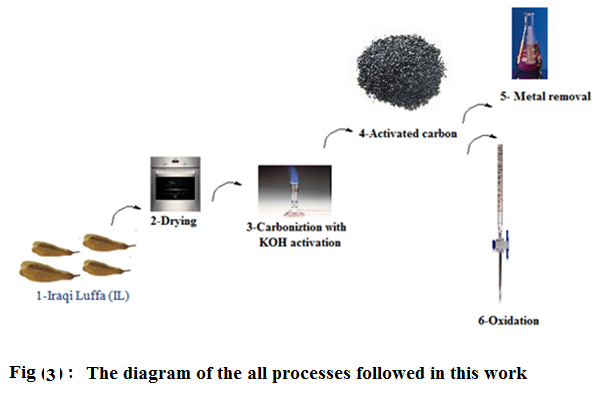 1-Iraqi Luffa (IL)
2-Drying
3-Carboniztion with
KOH activation
4-Activated carbon
5- Metal removal
6-Oxidation
Fig (3) : The diagram of the all processes followed in this work